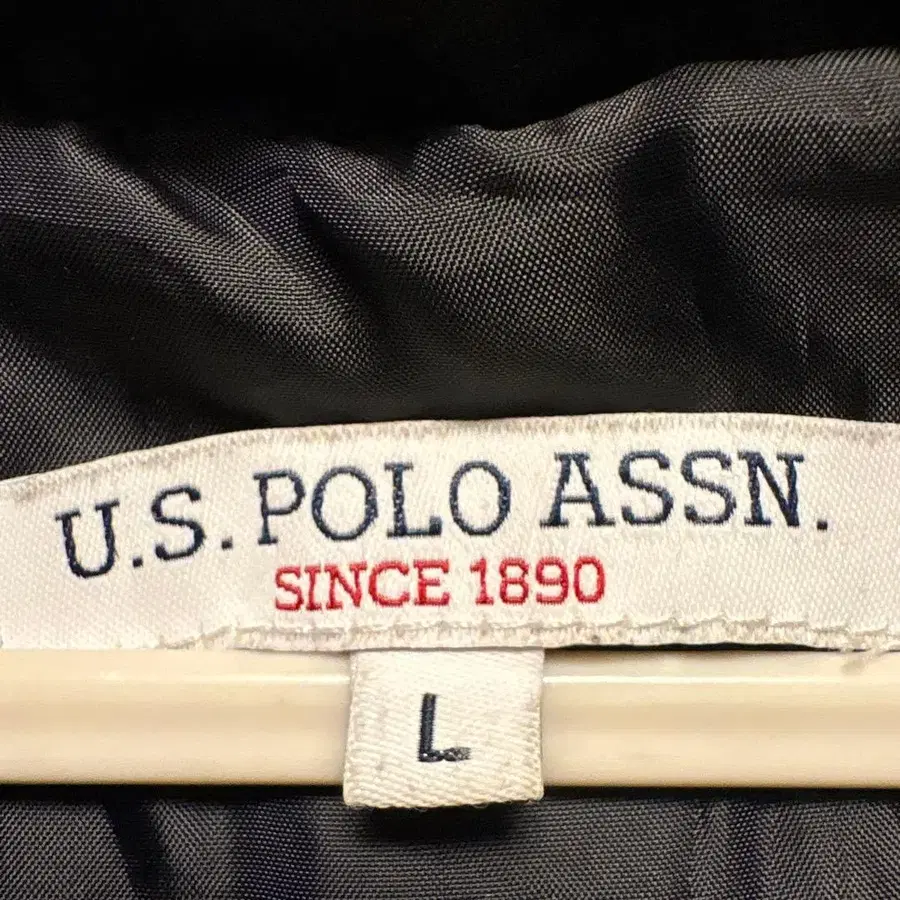 U.S. POLO ASSN.
SINCE 1890
L